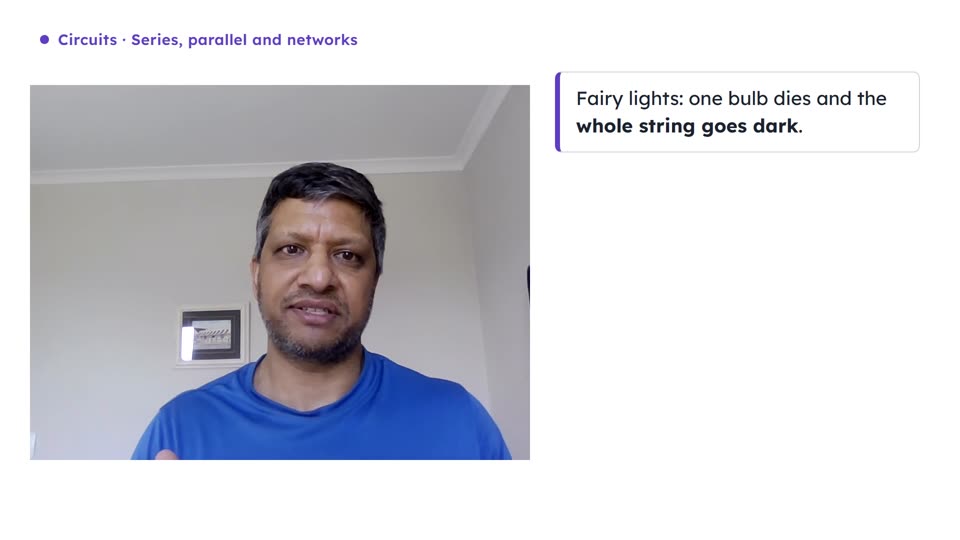 Circuits · Series, parallel and networks
Fairy lights: one bulb dies and the
whole string goes dark.